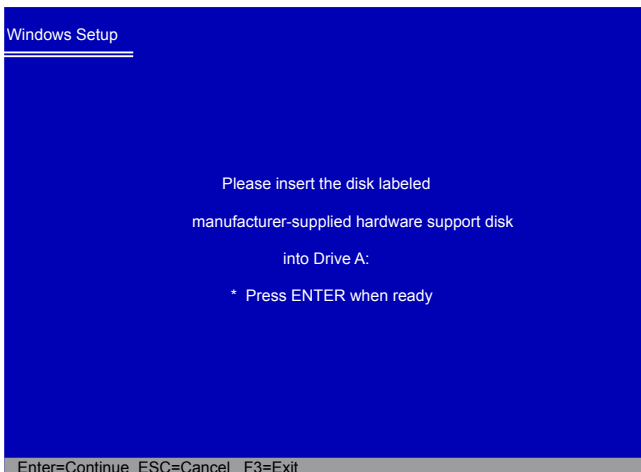 Windows Setup
Please insert the disk labeled
manufacturer-supplied hardware support disk
into Drive A:
* Press ENTER when ready
Enter=Continue ESC=Cancel F3=Exit